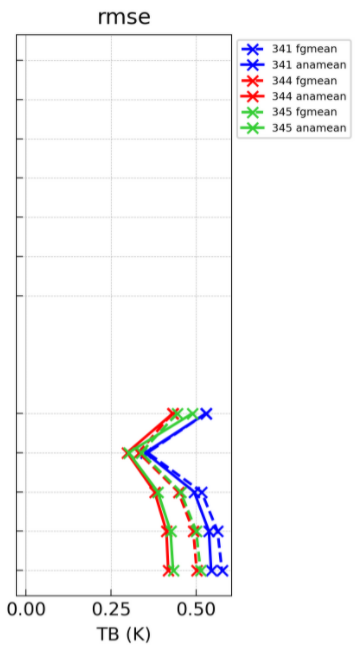 rmse
341 fgmean
341 anamean
344 fgmean
344 anamean
345 fgmean
345 anamean
0.00 0.25 0.50
TB (K)